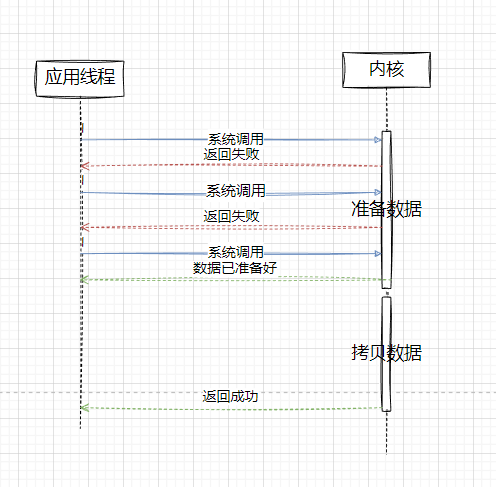 应用线程
内核
系统调用
返回失败
系统调用
准备数据
返回失败
系统调用
数据已准备好
拷贝数据
返回成功